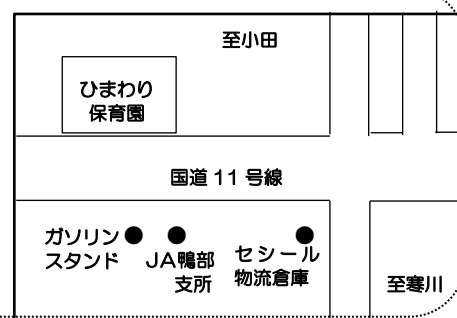 至小田
ひまわり
保育園
国道 11 号線
ガソリン
スタンド
JA鴨部
支所
セシール
物流倉庫
至寒川